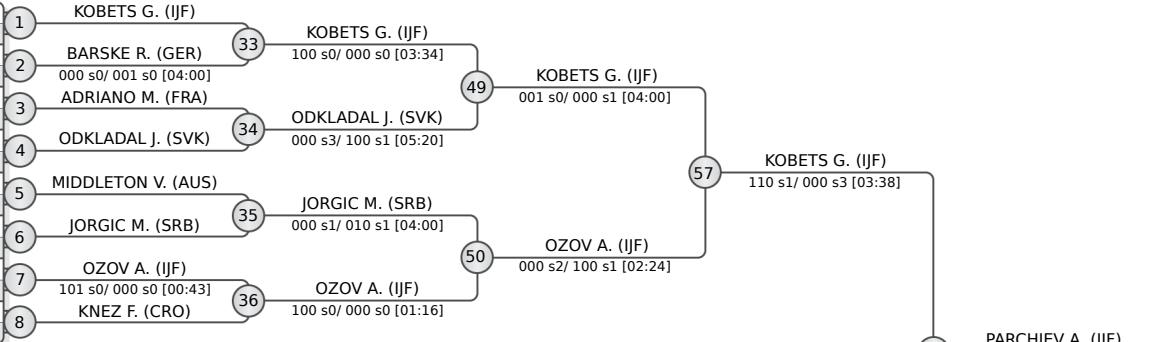 1
KOBETS G. (IJF)
33
KOBETS G. (IJF)
100 s0/ 000 s0 [03:34]
2
BARSKE R. (GER)
000 s0/ 001 s0 [04:00]
49
KOBETS G. (IJF)
001 s0/ 000 s1 [04:00]
3
ADRIANO M. (FRA)
34
ODKLADAL J. (SVK)
000 s3/ 100 s1 [05:20]
4
ODKLADAL J. (SVK)
57
KOBETS G. (IJF)
110 s1/ 000 s3 [03:38]
5
MIDDLETON V. (AUS)
35
JORGIC M. (SRB)
000 s1/ 010 s1 [04:00]
6
JORGIC M. (SRB)
50
OZOV A. (IJF)
000 s2/ 100 s1 [02:24]
7
OZOV A. (IJF)
101 s0/ 000 s0 [00:43]
36
OZOV A. (IJF)
100 s0/ 000 s0 [01:16]
8
KNEZ F. (CRO)
PARCHIEV A. (IJF)